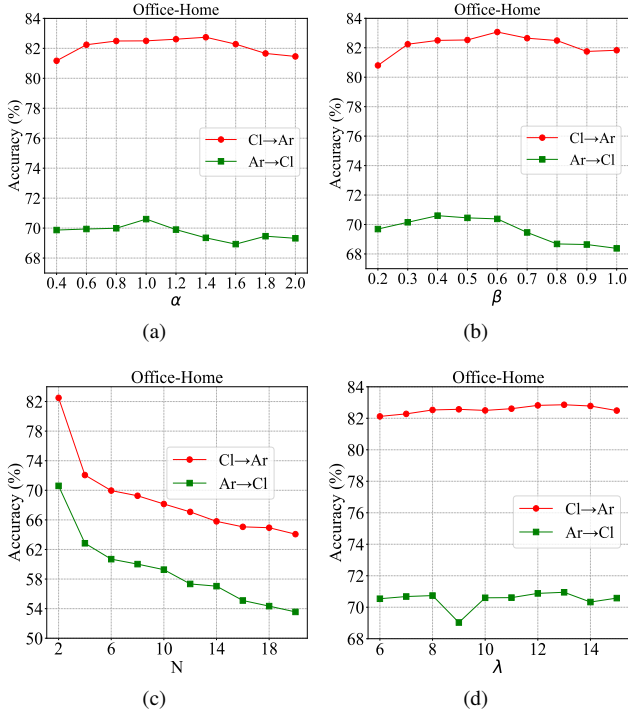 Office-Home
84
82
80
78
76
74
72
70
68
Accuracy (%)
Cl→Ar
Ar→Cl
0.4 0.6 0.8 1.0 1.2 1.4 1.6 1.8 2.0
α
(a)
Office-Home
84
82
80
78
76
74
72
70
68
Accuracy (%)
Cl→Ar
Ar→Cl
0.2 0.3 0.4 0.5 0.6 0.7 0.8 0.9 1.0
β
(b)
Office-Home
82
74
70
66
62
58
54
50
Accuracy (%)
Cl→Ar
Ar→Cl
2 6 10 14 18
N
(c)
Office-Home
84
82
80
78
76
74
72
70
68
Accuracy (%)
Cl→Ar
Ar→Cl
6 8 10 12 14
λ
(d)